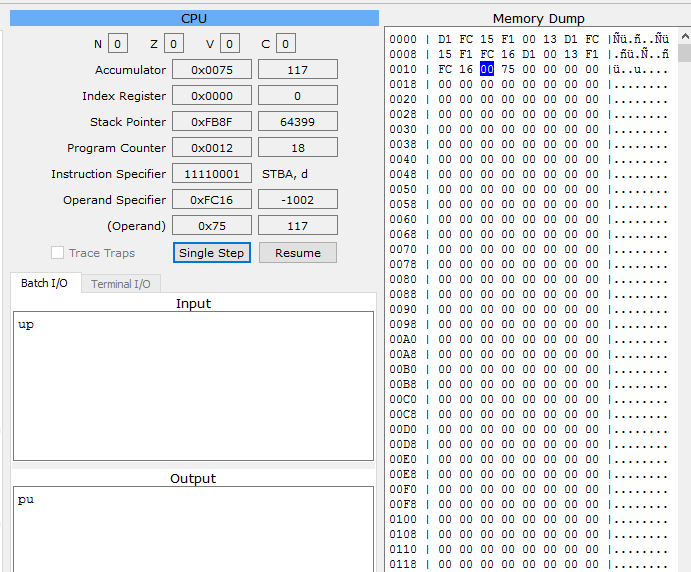 CPU
N 0 Z 0 V 0 C 0
Accumulator 0x0075 117
Index Register 0x0000 0
Stack Pointer 0xFB8F 64399
Program Counter 0x0012 18
Instruction Specifier 11110001 STBA, d
Operand Specifier 0xFC16 -1002
(Operand) 0x75 117
Trace Traps Single Step Resume
Batch I/O Terminal I/O
Input
up
Output
pu
Memory Dump
0000 | D1 FC 15 F1 00 13 D1 FC |Ñü.ñ..Ñü
0008 | 15 F1 FC 16 D1 00 13 F1 |.ñü.Ñ..ñ
0010 | FC 16 00 75 00 00 00 00 |ü..u....
0018 | 00 00 00 00 00 00 00 00 |........
0020 | 00 00 00 00 00 00 00 00 |........
0028 | 00 00 00 00 00 00 00 00 |........
0030 | 00 00 00 00 00 00 00 00 |........
0038 | 00 00 00 00 00 00 00 00 |........
0040 | 00 00 00 00 00 00 00 00 |........
0048 | 00 00 00 00 00 00 00 00 |........
0050 | 00 00 00 00 00 00 00 00 |........
0058 | 00 00 00 00 00 00 00 00 |........
0060 | 00 00 00 00 00 00 00 00 |........
0068 | 00 00 00 00 00 00 00 00 |........
0070 | 00 00 00 00 00 00 00 00 |........
0078 | 00 00 00 00 00 00 00 00 |........
0080 | 00 00 00 00 00 00 00 00 |........
0088 | 00 00 00 00 00 00 00 00 |........
0090 | 00 00 00 00 00 00 00 00 |........
0098 | 00 00 00 00 00 00 00 00 |........
00A0 | 00 00 00 00 00 00 00 00 |........
00A8 | 00 00 00 00 00 00 00 00 |........
00B0 | 00 00 00 00 00 00 00 00 |........
00B8 | 00 00 00 00 00 00 00 00 |........
00C0 | 00 00 00 00 00 00 00 00 |........
00C8 | 00 00 00 00 00 00 00 00 |........
00D0 | 00 00 00 00 00 00 00 00 |........
00D8 | 00 00 00 00 00 00 00 00 |........
00E0 | 00 00 00 00 00 00 00 00 |........
00E8 | 00 00 00 00 00 00 00 00 |........
00F0 | 00 00 00 00 00 00 00 00 |........
00F8 | 00 00 00 00 00 00 00 00 |........
0100 | 00 00 00 00 00 00 00 00 |........
0108 | 00 00 00 00 00 00 00 00 |........
0110 | 00 00 00 00 00 00 00 00 |........
0118 | 00 00 00 00 00 00 00 00 |........